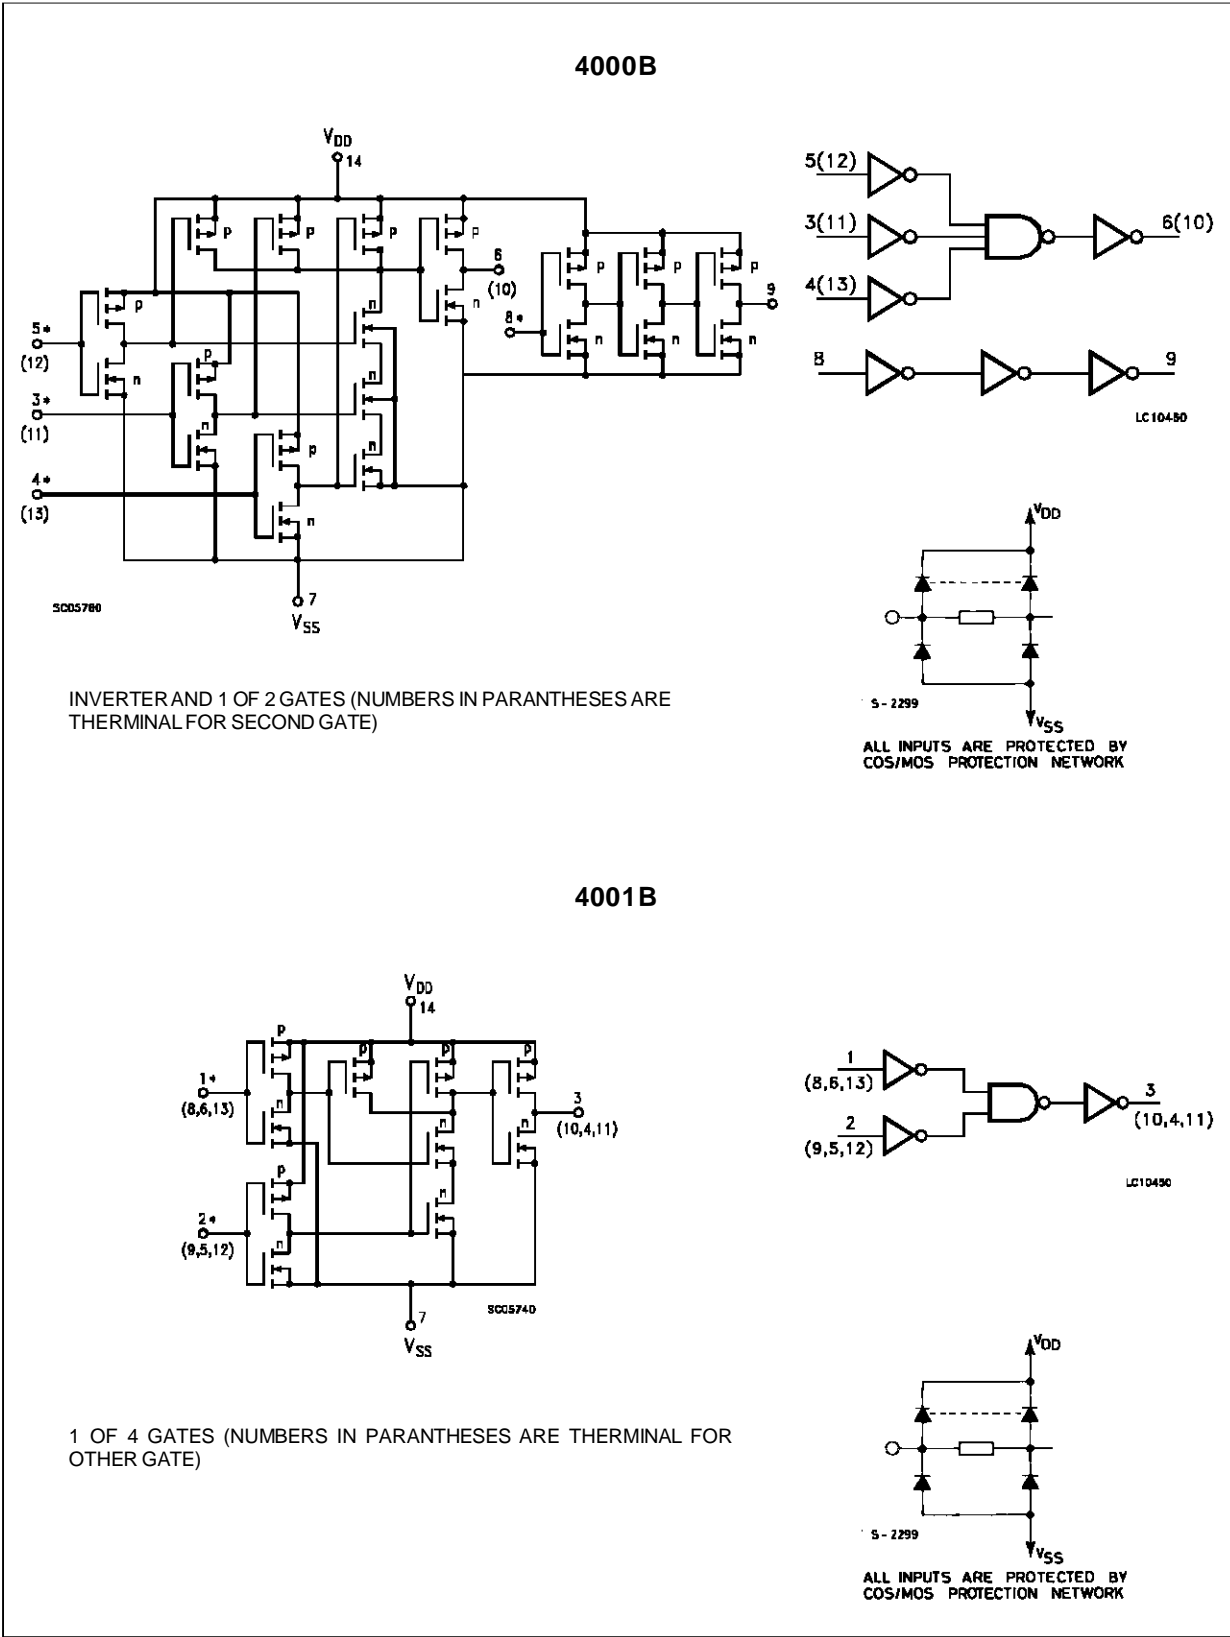 4000B
VDD
14
p
p
p
p
6
(10)
p
p
p
9
p
n
8*
n
n
n
5*
(12)
n
p
n
3*
(11)
n
p
n
4*
(13)
n
7
VSS
SC05760
5(12)
3(11)
6(10)
4(13)
8
9
LC10450
VDD
S-2299
VSS
ALL INPUTS ARE PROTECTED BY
COS/MOS PROTECTION NETWORK
INVERTER AND 1 OF 2 GATES (NUMBERS IN PARANTHESES ARE
THERMINAL FOR SECOND GATE)
4001B
VDD
14
p
p
p
p
1*
(8,6,13)
n
n
n
3
(10,4,11)
p
n
2*
(9,5,12)
n
7
VSS
SC05740
1
(8,6,13)
2
(9,5,12)
3
(10,4,11)
LC10450
1 OF 4 GATES (NUMBERS IN PARANTHESES ARE THERMINAL FOR
OTHER GATE)
VDD
S-2299
VSS
ALL INPUTS ARE PROTECTED BY
COS/MOS PROTECTION NETWORK